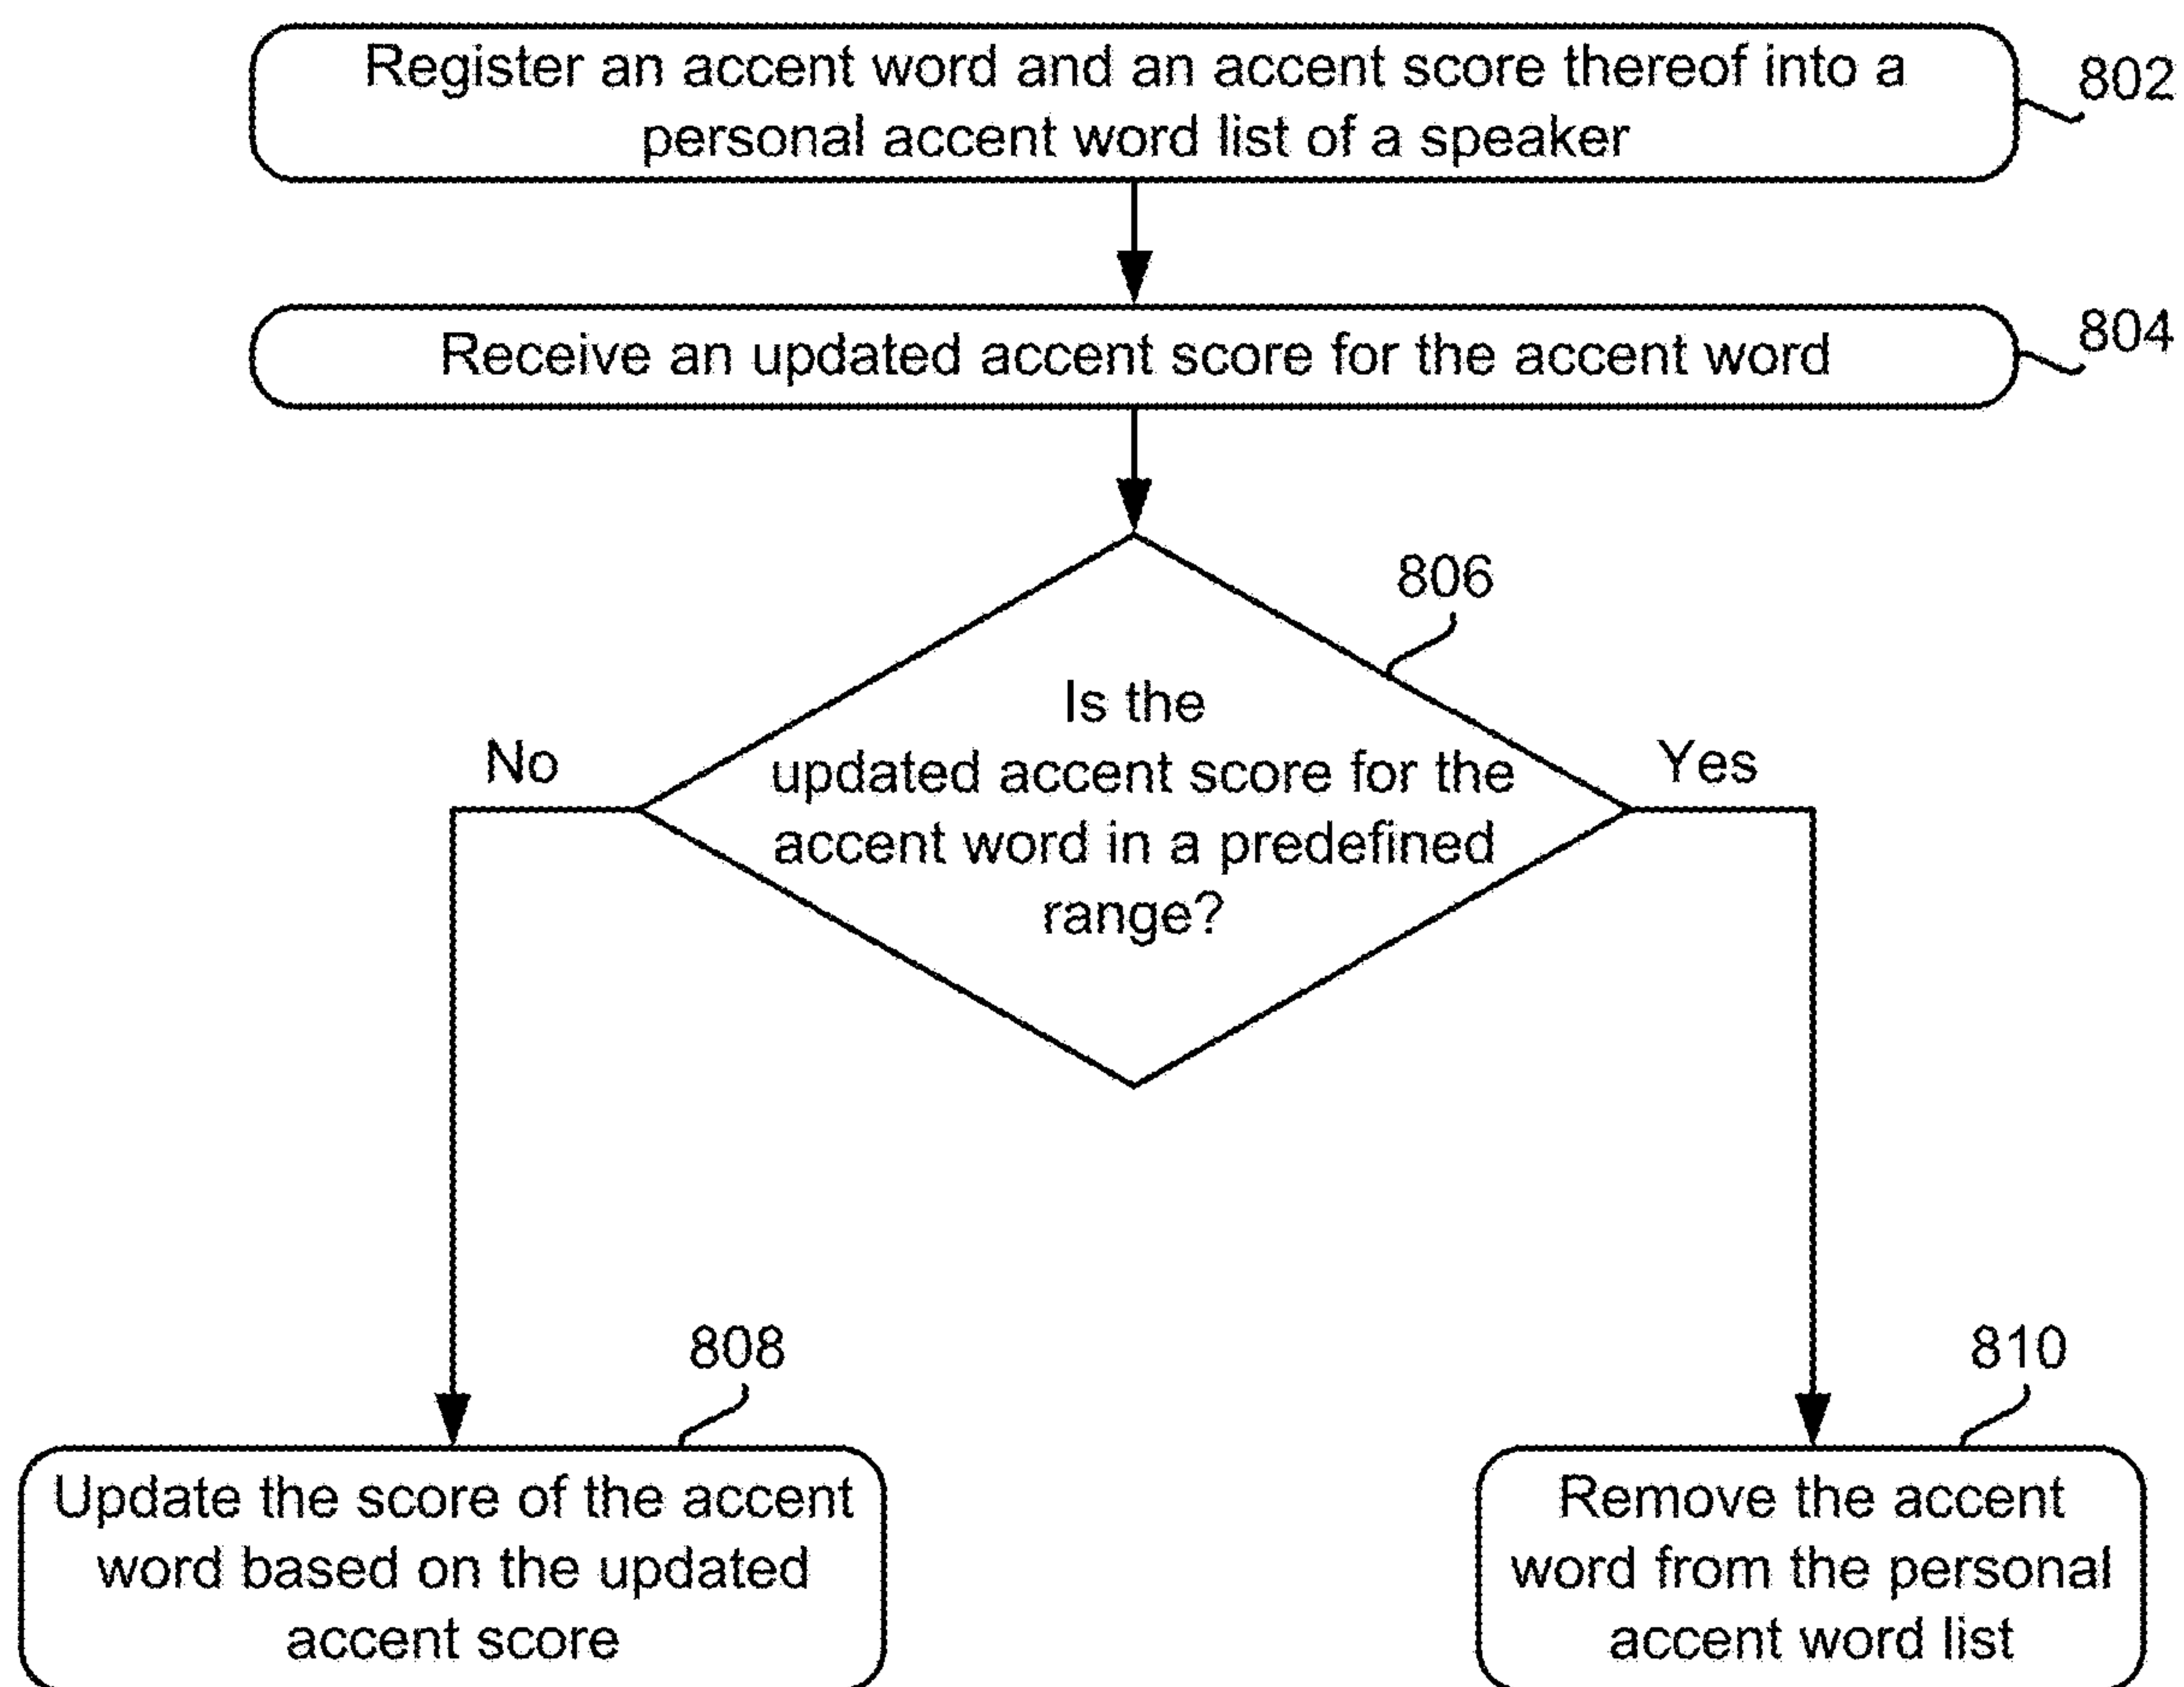 Register an accent word and an accent score thereof into a
personal accent word list of a speaker
802
Receive an updated accent score for the accent word
804
806
Is the
updated accent score for the
accent word in a predefined
range?
No
Yes
808
Update the score of the accent
word based on the updated
accent score
810
Remove the accent
word from the personal
accent word list